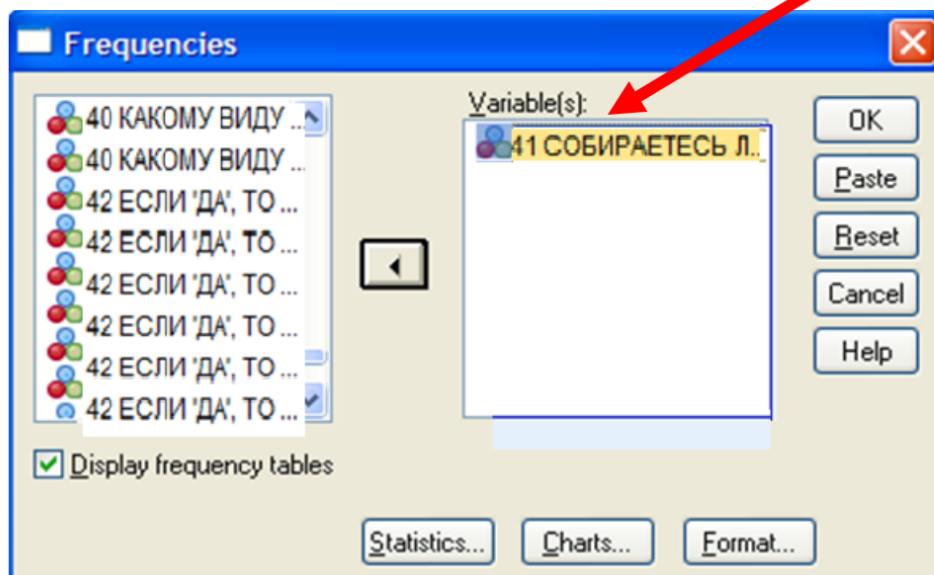 Frequencies
40 КАКОМУ ВИДУ ...
40 КАКОМУ ВИДУ ...
42 ЕСЛИ 'ДА', ТО ...
42 ЕСЛИ 'ДА', ТО ...
42 ЕСЛИ 'ДА', ТО ...
42 ЕСЛИ 'ДА', ТО ...
42 ЕСЛИ 'ДА', ТО ...
42 ЕСЛИ 'ДА', ТО ...
Display frequency tables
Variable(s):
41 СОБИРАЕТЕСЬ Л...
OK
Paste
Reset
Cancel
Help
Statistics...
Charts...
Format...